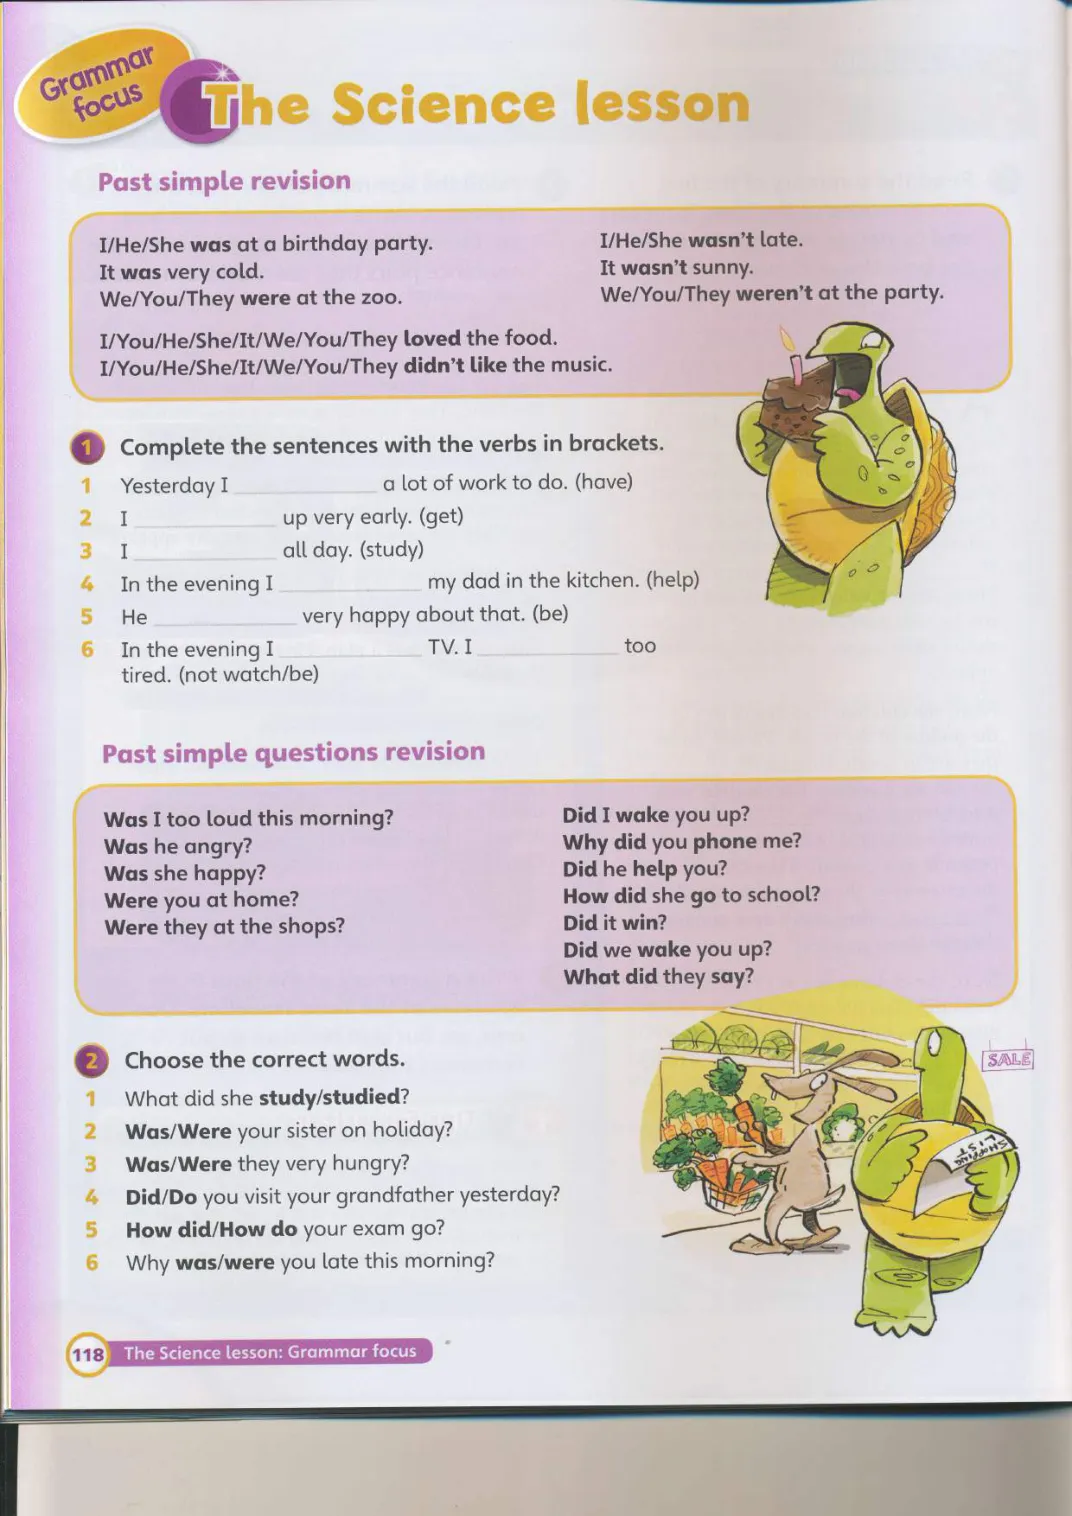 Grammar
focus
The Science lesson
Past simple revision
I/He/She was at a birthday party.
It was very cold.
We/You/They were at the zoo.
I/He/She wasn't late.
It wasn't sunny.
We/You/They weren't at the party.
I/You/He/She/It/We/You/They loved the food.
I/You/He/She/It/We/You/They didn't like the music.
1 Complete the sentences with the verbs in brackets.
1 Yesterday I ____________ a lot of work to do. (have)
2 I ____________ up very early. (get)
3 I ____________ all day. (study)
4 In the evening I ____________ my dad in the kitchen. (help)
5 He ____________ very happy about that. (be)
6 In the evening I ____________ TV. I ____________ too
tired. (not watch/be)
Past simple questions revision
Was I too loud this morning?
Was he angry?
Was she happy?
Were you at home?
Were they at the shops?
Did I wake you up?
Why did you phone me?
Did he help you?
How did she go to school?
Did it win?
Did we wake you up?
What did they say?
2 Choose the correct words.
1 What did she study/studied?
2 Was/Were your sister on holiday?
3 Was/Were they very hungry?
4 Did/Do you visit your grandfather yesterday?
5 How did/How do your exam go?
6 Why was/were you late this morning?
SALE
SHOPPING
LIST
118 The Science lesson: Grammar focus